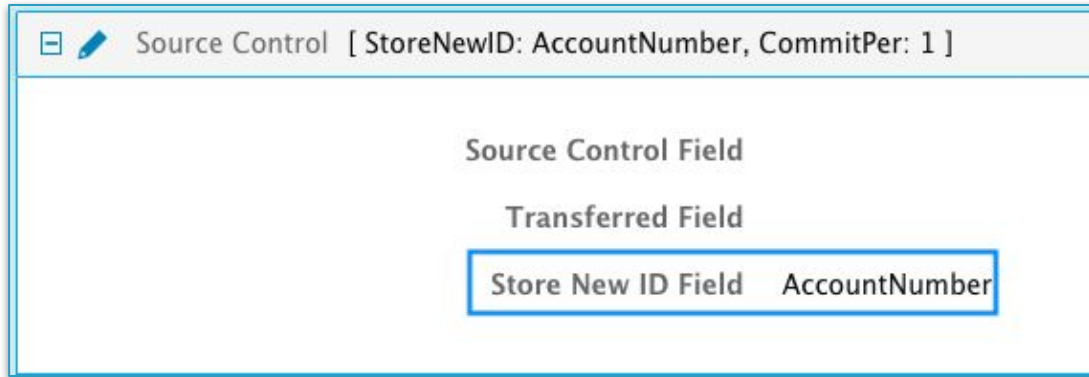 Source Control [ StoreNewID: AccountNumber, CommitPer: 1 ]
Source Control Field
Transferred Field
Store New ID Field AccountNumber